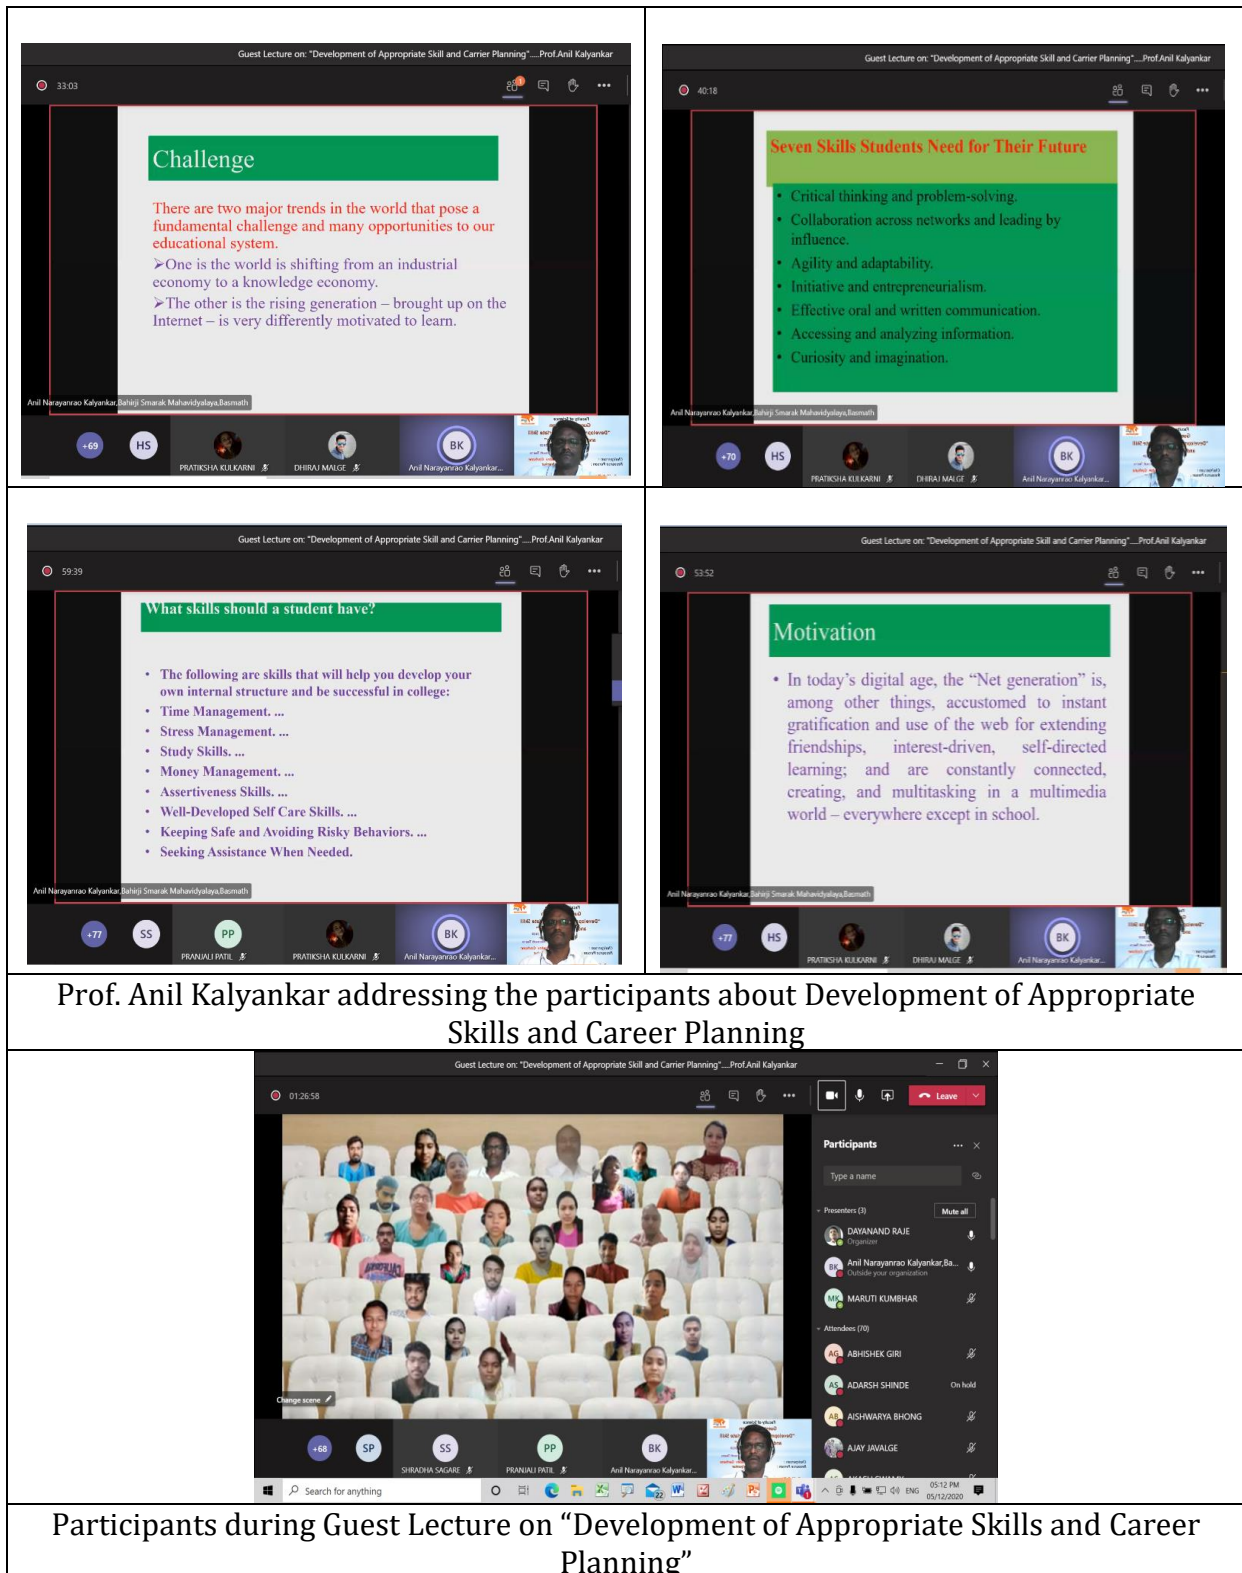 Guest Lecture on: "Development of Appropriate Skill and Carrier Planning"....Prof.Anil Kalyankar
33:03
1
Challenge
There are two major trends in the world that pose a
fundamental challenge and many opportunities to our
educational system.
➢One is the world is shifting from an industrial
economy to a knowledge economy.
➢The other is the rising generation – brought up on the
Internet – is very differently motivated to learn.
Anil Narayanrao Kalyankar,Bahirji Smarak Mahavidyalaya,Basmath
+69
HS
PRATIKSHA KULKARNI
DHIRAJ MALGE
BK
Anil Narayanrao Kalyankar...
Guest Lecture on: "Development of Appropriate Skill and Carrier Planning"....Prof.Anil Kalyankar
40:18
Seven Skills Students Need for Their Future
• Critical thinking and problem-solving.
• Collaboration across networks and leading by
influence.
• Agility and adaptability.
• Initiative and entrepreneurialism.
• Effective oral and written communication.
• Accessing and analyzing information.
• Curiosity and imagination.
Anil Narayanrao Kalyankar,Bahirji Smarak Mahavidyalaya,Basmath
+70
HS
PRATIKSHA KULKARNI
DHIRAJ MALGE
BK
Anil Narayanrao Kalyankar...
Guest Lecture on: "Development of Appropriate Skill and Carrier Planning"....Prof.Anil Kalyankar
59:39
What skills should a student have?
• The following are skills that will help you develop your
own internal structure and be successful in college:
• Time Management. ...
• Stress Management. ...
• Study Skills. ...
• Money Management. ...
• Assertiveness Skills. ...
• Well-Developed Self Care Skills. ...
• Keeping Safe and Avoiding Risky Behaviors. ...
• Seeking Assistance When Needed.
Anil Narayanrao Kalyankar,Bahirji Smarak Mahavidyalaya,Basmath
+77
SS
PP
PRANJALI PATIL
PRATIKSHA KULKARNI
BK
Anil Narayanrao Kalyankar...
Guest Lecture on: "Development of Appropriate Skill and Carrier Planning"....Prof.Anil Kalyankar
53:52
Motivation
• In today's digital age, the "Net generation" is,
among other things, accustomed to instant
gratification and use of the web for extending
friendships, interest-driven, self-directed
learning; and are constantly connected,
creating, and multitasking in a multimedia
world – everywhere except in school.
Anil Narayanrao Kalyankar,Bahirji Smarak Mahavidyalaya,Basmath
+77
HS
PRATIKSHA KULKARNI
DHIRAJ MALGE
BK
Anil Narayanrao Kalyankar...
Prof. Anil Kalyankar addressing the participants about Development of Appropriate
Skills and Career Planning
Guest Lecture on: "Development of Appropriate Skill and Carrier Planning"....Prof.Anil Kalyankar
01:26:58
Leave
Participants
Type a name
Presenters (3)
Mute all
DAYANAND RAJE
Organizer
BK
Anil Narayanrao Kalyankar,Ba...
Outside your organization
MK
MARUTI KUMBHAR
Attendees (70)
AG
ABHISHEK GIRI
AS
ADARSH SHINDE
On hold
AB
AISHWARYA BHONG
AJAY JAVALGE
Change scene
+68
SP
SS
SHRADHA SAGARE
PP
PRANJALI PATIL
BK
Anil Narayanrao Kalyankar...
Search for anything
22
ENG
05:12 PM
05/12/2020
Participants during Guest Lecture on “Development of Appropriate Skills and Career
Planning”